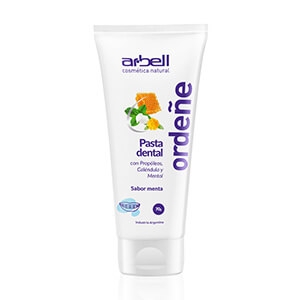 arbell
cosmética natural
ordeñe
Pasta
dental
con Propóleos,
Caléndula y
Mentol
Sabor menta
Industria Argentina